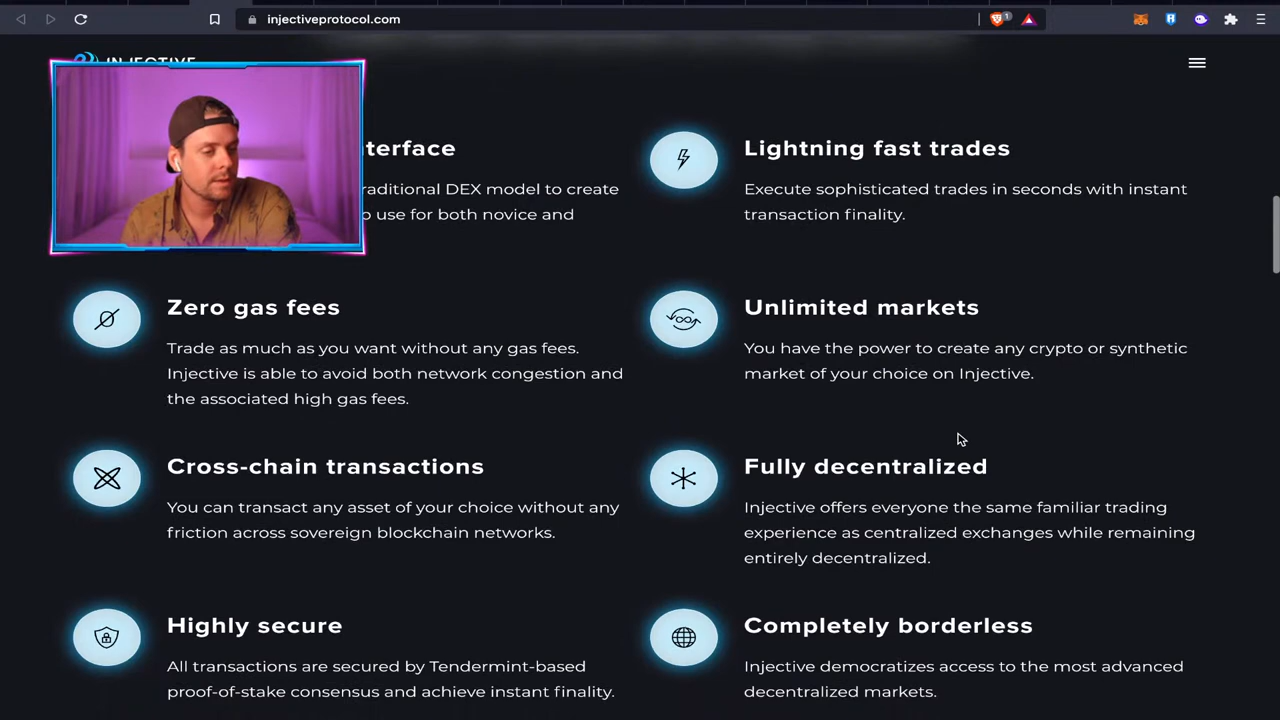 injectiveprotocol.com
1
INJECTIVE
terface
Lightning fast trades
raditional DEX model to create
use for both novice and
Execute sophisticated trades in seconds with instant
transaction finality.
Zero gas fees
Trade as much as you want without any gas fees.
Injective is able to avoid both network congestion and
the associated high gas fees.
Unlimited markets
You have the power to create any crypto or synthetic
market of your choice on Injective.
Cross-chain transactions
You can transact any asset of your choice without any
friction across sovereign blockchain networks.
Fully decentralized
Injective offers everyone the same familiar trading
experience as centralized exchanges while remaining
entirely decentralized.
Highly secure
All transactions are secured by Tendermint-based
proof-of-stake consensus and achieve instant finality.
Completely borderless
Injective democratizes access to the most advanced
decentralized markets.